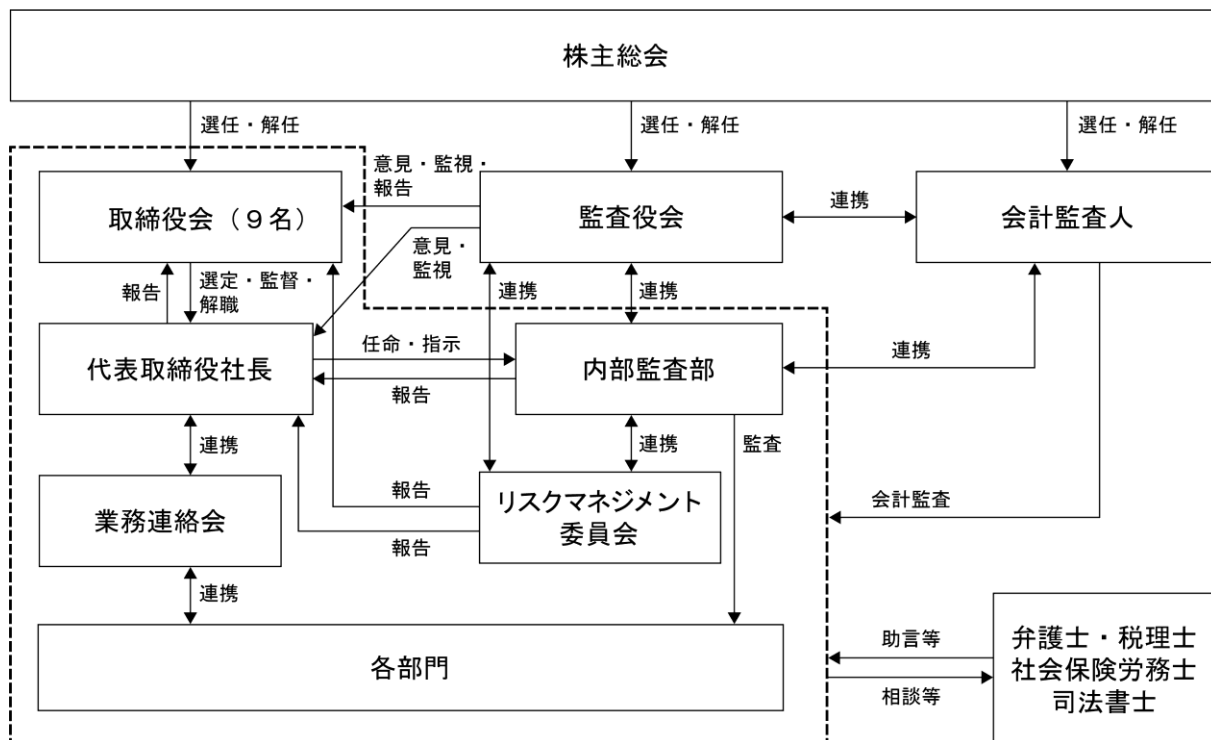 株主総会
選任・解任
選任・解任
選任・解任
意見・監視・
報告
取締役会（９名）
監査役会
連携
会計監査人
意見・
監視
選定・監督・
解職
報告
連携
連携
代表取締役社長
任命・指示
報告
内部監査部
連携
連携
連携
監査
業務連絡会
報告
報告
リスクマネジメント
委員会
会計監査
連携
各部門
助言等
相談等
弁護士・税理士
社会保険労務士
司法書士